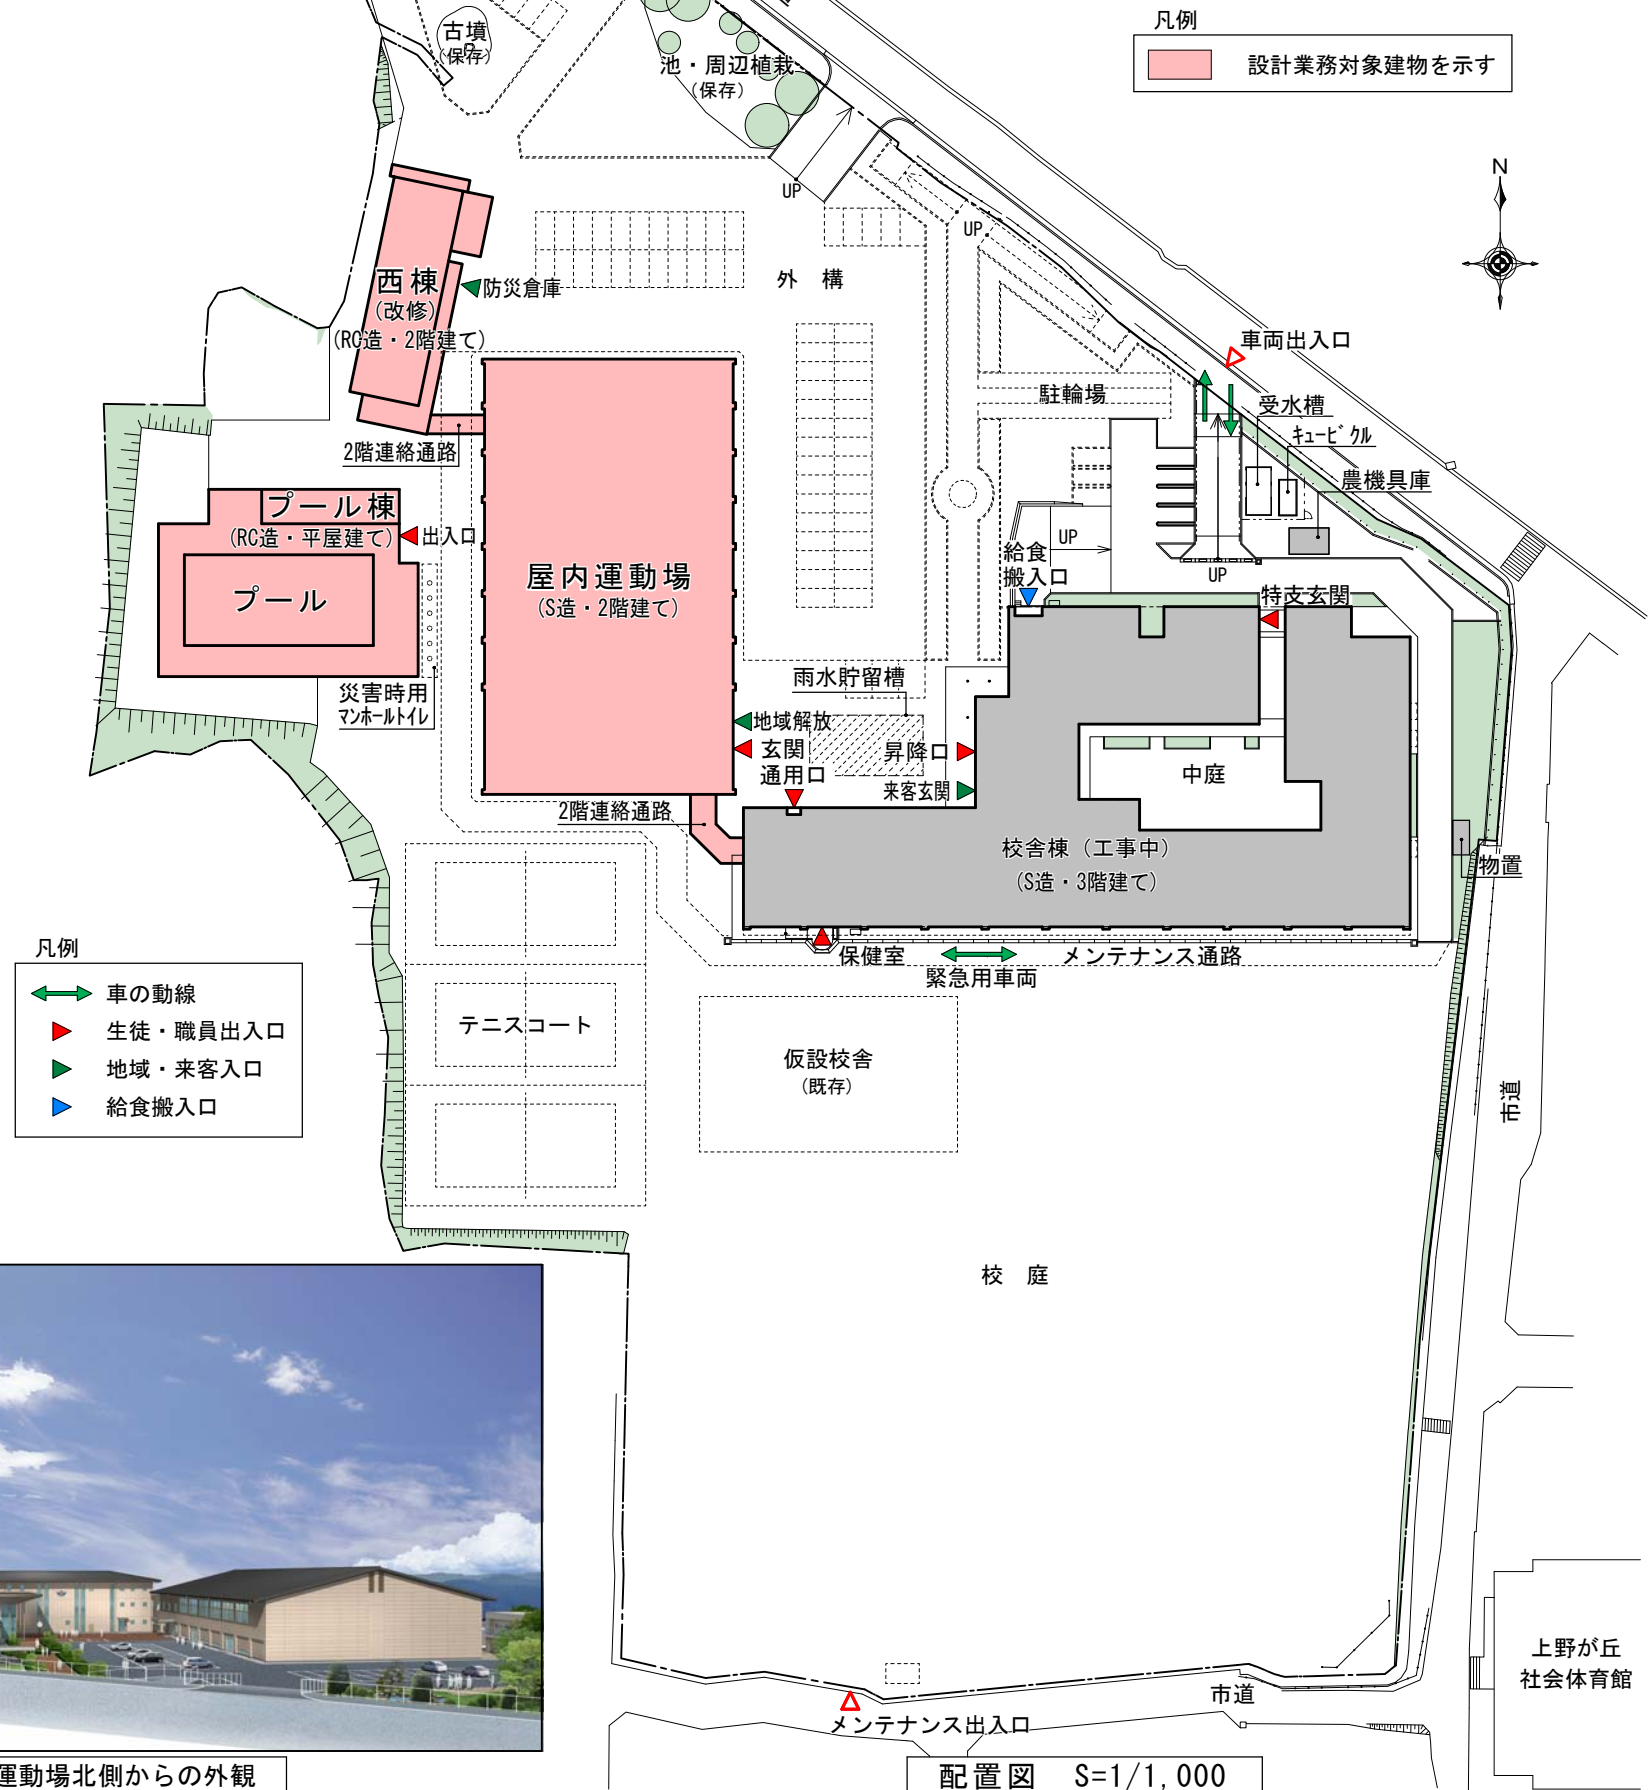 凡例
設計業務対象建物を示す
古墳
(保存)
池・周辺植栽
(保存)
N
UP
UP
外　構
西棟
(改修)
(RC造・2階建て)
防災倉庫
車両出入口
受水槽
キュービクル
農機具庫
駐輪場
2階連絡通路
プール棟
(RC造・平屋建て)
出入口
プール
屋内運動場
(S造・2階建て)
UP
給食
搬入口
UP
特支玄関
災害時用
マンホールトイレ
雨水貯留槽
地域解放
玄関
通用口
昇降口
来客玄関
中庭
2階連絡通路
校舎棟（工事中）
(S造・3階建て)
物置
保健室
緊急用車両
メンテナンス通路
凡例
車の動線
生徒・職員出入口
地域・来客入口
給食搬入口
テニスコート
仮設校舎
(既存)
市道
校　庭
上野が丘
社会体育館
市道
メンテナンス出入口
運動場北側からの外観
配置図　S=1/1,000